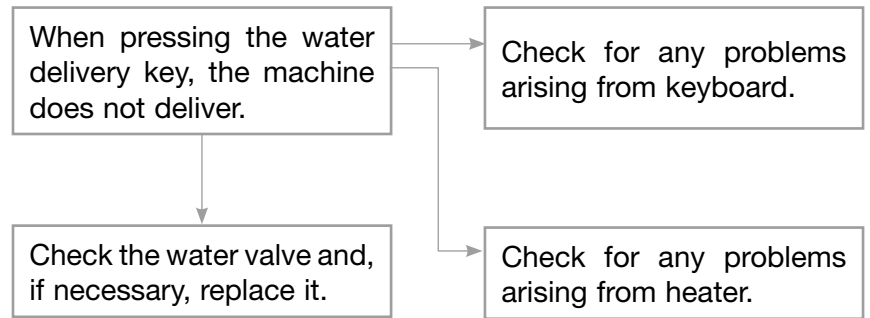 When pressing the water
delivery key, the machine
does not deliver.
Check for any problems
arising from keyboard.
Check the water valve and,
if necessary, replace it.
Check for any problems
arising from heater.